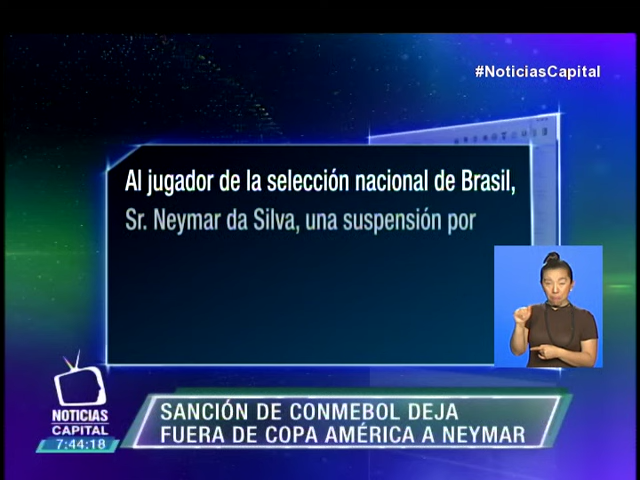 #NoticiasCapital
Al jugador de la selección nacional de Brasil,
Sr. Neymar da Silva, una suspensión por
NOTICIAS
CAPITAL
7:44:18
SANCIÓN DE CONMEBOL DEJA
FUERA DE COPA AMÉRICA A NEYMAR